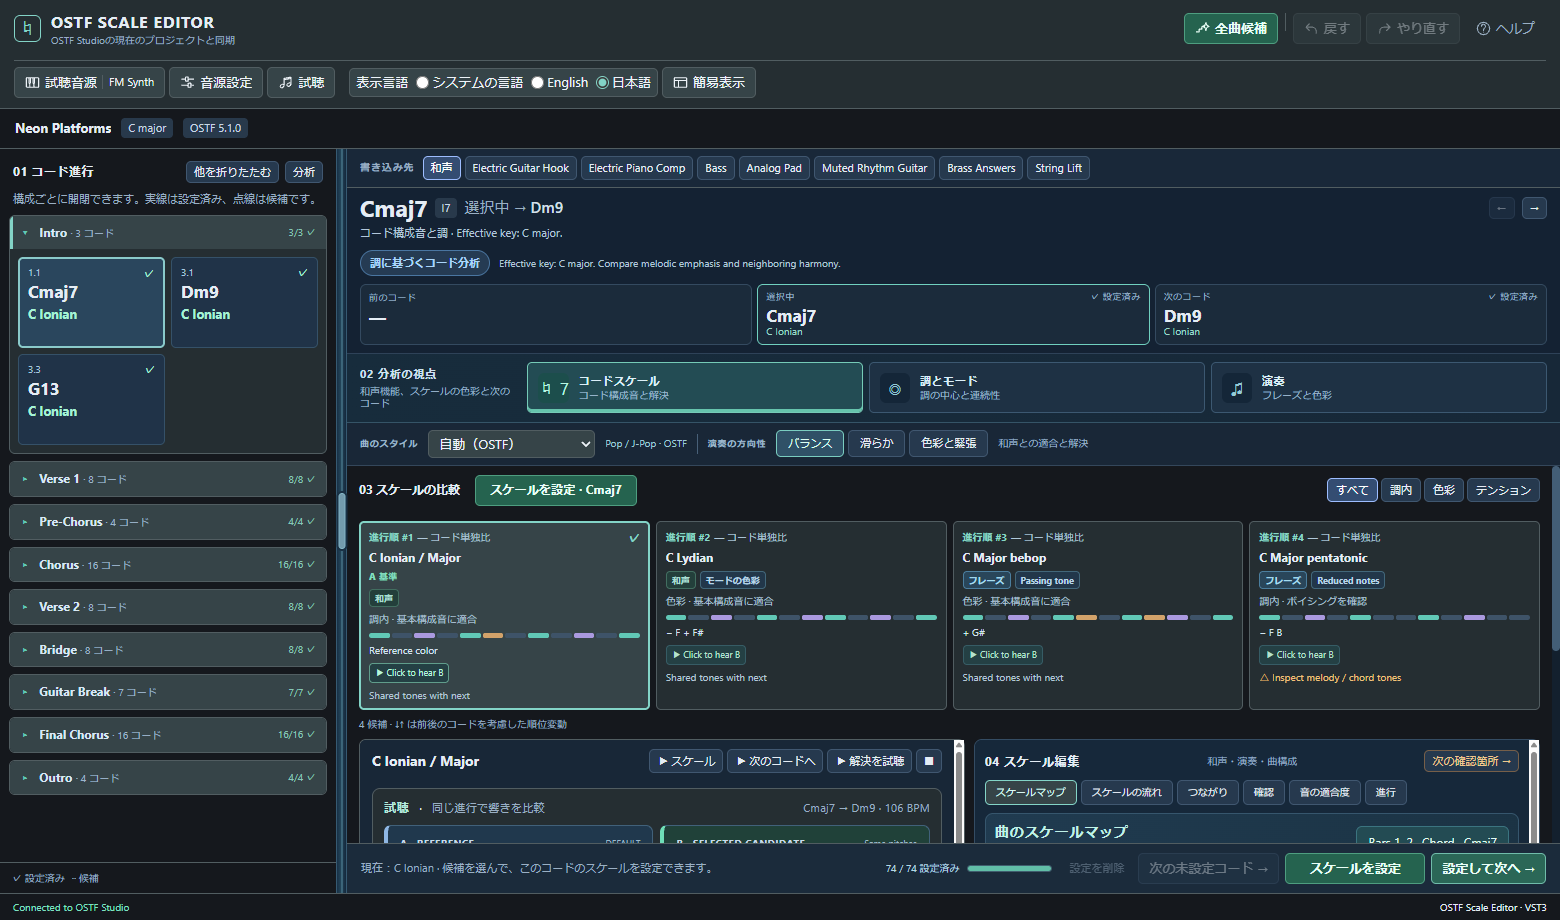 OSTF SCALE EDITOR
OSTF Studioの現在のプロジェクトと同期
全曲候補
戻す
やり直す
ヘルプ
試聴音源 FM Synth
音源設定
試聴
表示言語 システムの言語 English 日本語
簡易表示
Neon Platforms C major OSTF 5.1.0
01 コード進行
他を折りたたむ
分析
構成ごとに開閉できます。実線は設定済み、点線は候補です。
Intro · 3 コード 3/3 ✓
1.1 ✓
Cmaj7
C Ionian
3.1 ✓
Dm9
C Ionian
3.3 ✓
G13
C Ionian
Verse 1 · 8 コード 8/8 ✓
Pre-Chorus · 4 コード 4/4 ✓
Chorus · 16 コード 16/16 ✓
Verse 2 · 8 コード 8/8 ✓
Bridge · 8 コード 8/8 ✓
Guitar Break · 7 コード 7/7 ✓
Final Chorus · 16 コード 16/16 ✓
Outro · 4 コード 4/4 ✓
✓ 設定済み - 候補
書き込み先 和声 Electric Guitar Hook Electric Piano Comp Bass Analog Pad Muted Rhythm Guitar Brass Answers String Lift
Cmaj7 I7 選択中 → Dm9
← →
コード構成音と調 · Effective key: C major.
調に基づくコード分析 Effective key: C major. Compare melodic emphasis and neighboring harmony.
前のコード
—
選択中 ✓ 設定済み
Cmaj7
C Ionian
次のコード ✓ 設定済み
Dm9
C Ionian
02 分析の視点
和声機能、スケールの色彩と次の
コード
♮ 7 コードスケール
コード構成音と解決
◎ 調とモード
調の中心と連続性
演奏
フレーズと色彩
曲のスタイル 自動（OSTF） Pop / J-Pop · OSTF 演奏の方向性 バランス 滑らか 色彩と緊張 和声との適合と解決
03 スケールの比較 スケールを設定 · Cmaj7
すべて 調内 色彩 テンション
進行順 #1 — コード単独比 ✓
C Ionian / Major
A 基準
和声
調内 · 基本構成音に適合
Reference color
▶ Click to hear B
Shared tones with next
進行順 #2 — コード単独比
C Lydian
和声 モードの色彩
色彩 · 基本構成音に適合
− F + F#
▶ Click to hear B
Shared tones with next
進行順 #3 — コード単独比
C Major bebop
フレーズ Passing tone
色彩 · 基本構成音に適合
+ G#
▶ Click to hear B
Shared tones with next
進行順 #4 — コード単独比
C Major pentatonic
フレーズ Reduced notes
調内 · ボイシングを確認
− F B
▶ Click to hear B
△ Inspect melody / chord tones
4 候補 · ↓↑ は前後のコードを考慮した順位変動
C Ionian / Major ▶ スケール ▶ 次のコードへ ▶ 解決を試聴 ■
試聴 · 同じ進行で響きを比較 Cmaj7 → Dm9 · 106 BPM
A · REFERENCE DEFAULT
B · SELECTED CANDIDATE Same pitches
04 スケール編集 和声・演奏・曲構成 次の確認箇所 →
スケールマップ スケールの流れ つながり 確認 音の適合度 進行
曲のスケールマップ
Bars 1–2 · Chord · Cmaj7
現在：C Ionian · 候補を選んで、このコードのスケールを設定できます。
74 / 74 設定済み
設定を削除
次の未設定コード →
スケールを設定
設定して次へ →
Connected to OSTF Studio
OSTF Scale Editor · VST3